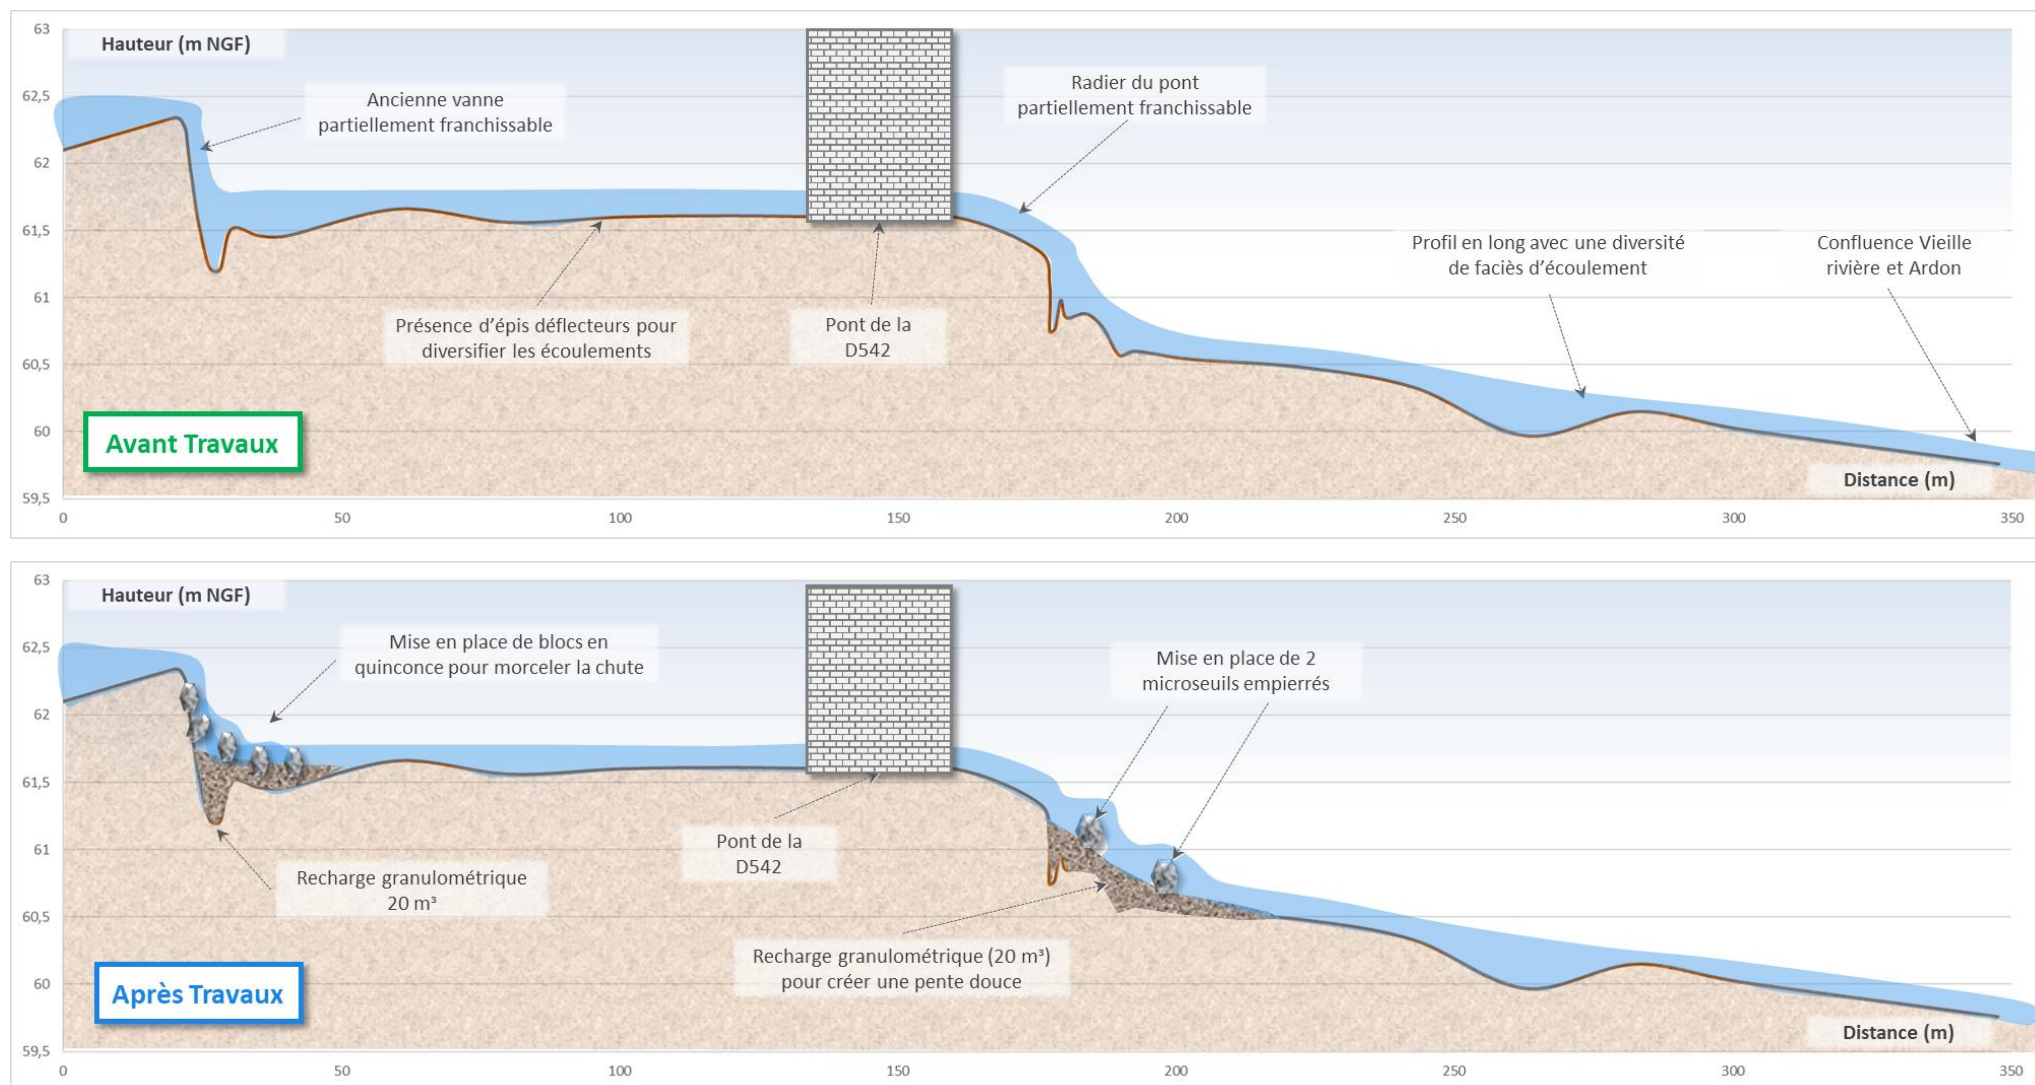 63
Hauteur (m NGF)
62,5
Ancienne vanne
partiellement franchissable
Radier du pont
partiellement franchissable
62
61,5
Profil en long avec une diversité
de faciès d’écoulement
Confluence Vieille
rivière et Ardon
61
Présence d’épis déflecteurs pour
diversifier les écoulements
Pont de la
D542
60,5
60
Avant Travaux
Distance (m)
59,5
0 50 100 150 200 250 300 350
63
Hauteur (m NGF)
62,5
Mise en place de blocs en
quinconce pour morceler la chute
Mise en place de 2
microseuils empierrés
62
61,5
61
Pont de la
D542
Recharge granulométrique
20 m³
60,5
Recharge granulométrique (20 m³)
pour créer une pente douce
60
Après Travaux
Distance (m)
59,5
0 50 100 150 200 250 300 350